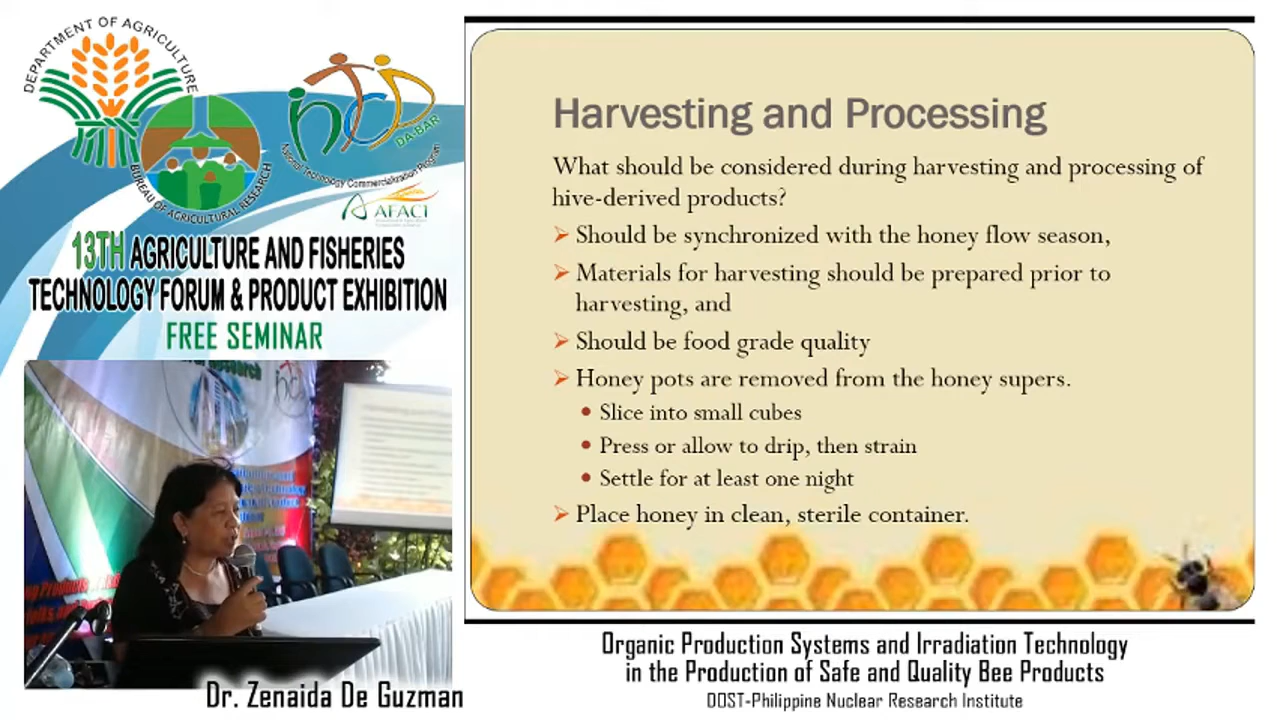 DEPARTMENT OF AGRICULTURE
BUREAU OF AGRICULTURAL RESEARCH
DA-BAR
National Technology Commercialization Program
AFACI
13TH AGRICULTURE AND FISHERIES
TECHNOLOGY FORUM & PRODUCT EXHIBITION
FREE SEMINAR
Dr. Zenaida De Guzman
Harvesting and Processing
What should be considered during harvesting and processing of
hive-derived products?
➢ Should be synchronized with the honey flow season,
➢ Materials for harvesting should be prepared prior to
harvesting, and
➢ Should be food grade quality
➢ Honey pots are removed from the honey supers.
• Slice into small cubes
• Press or allow to drip, then strain
• Settle for at least one night
➢ Place honey in clean, sterile container.
Organic Production Systems and Irradiation Technology
in the Production of Safe and Quality Bee Products
DOST-Philippine Nuclear Research Institute